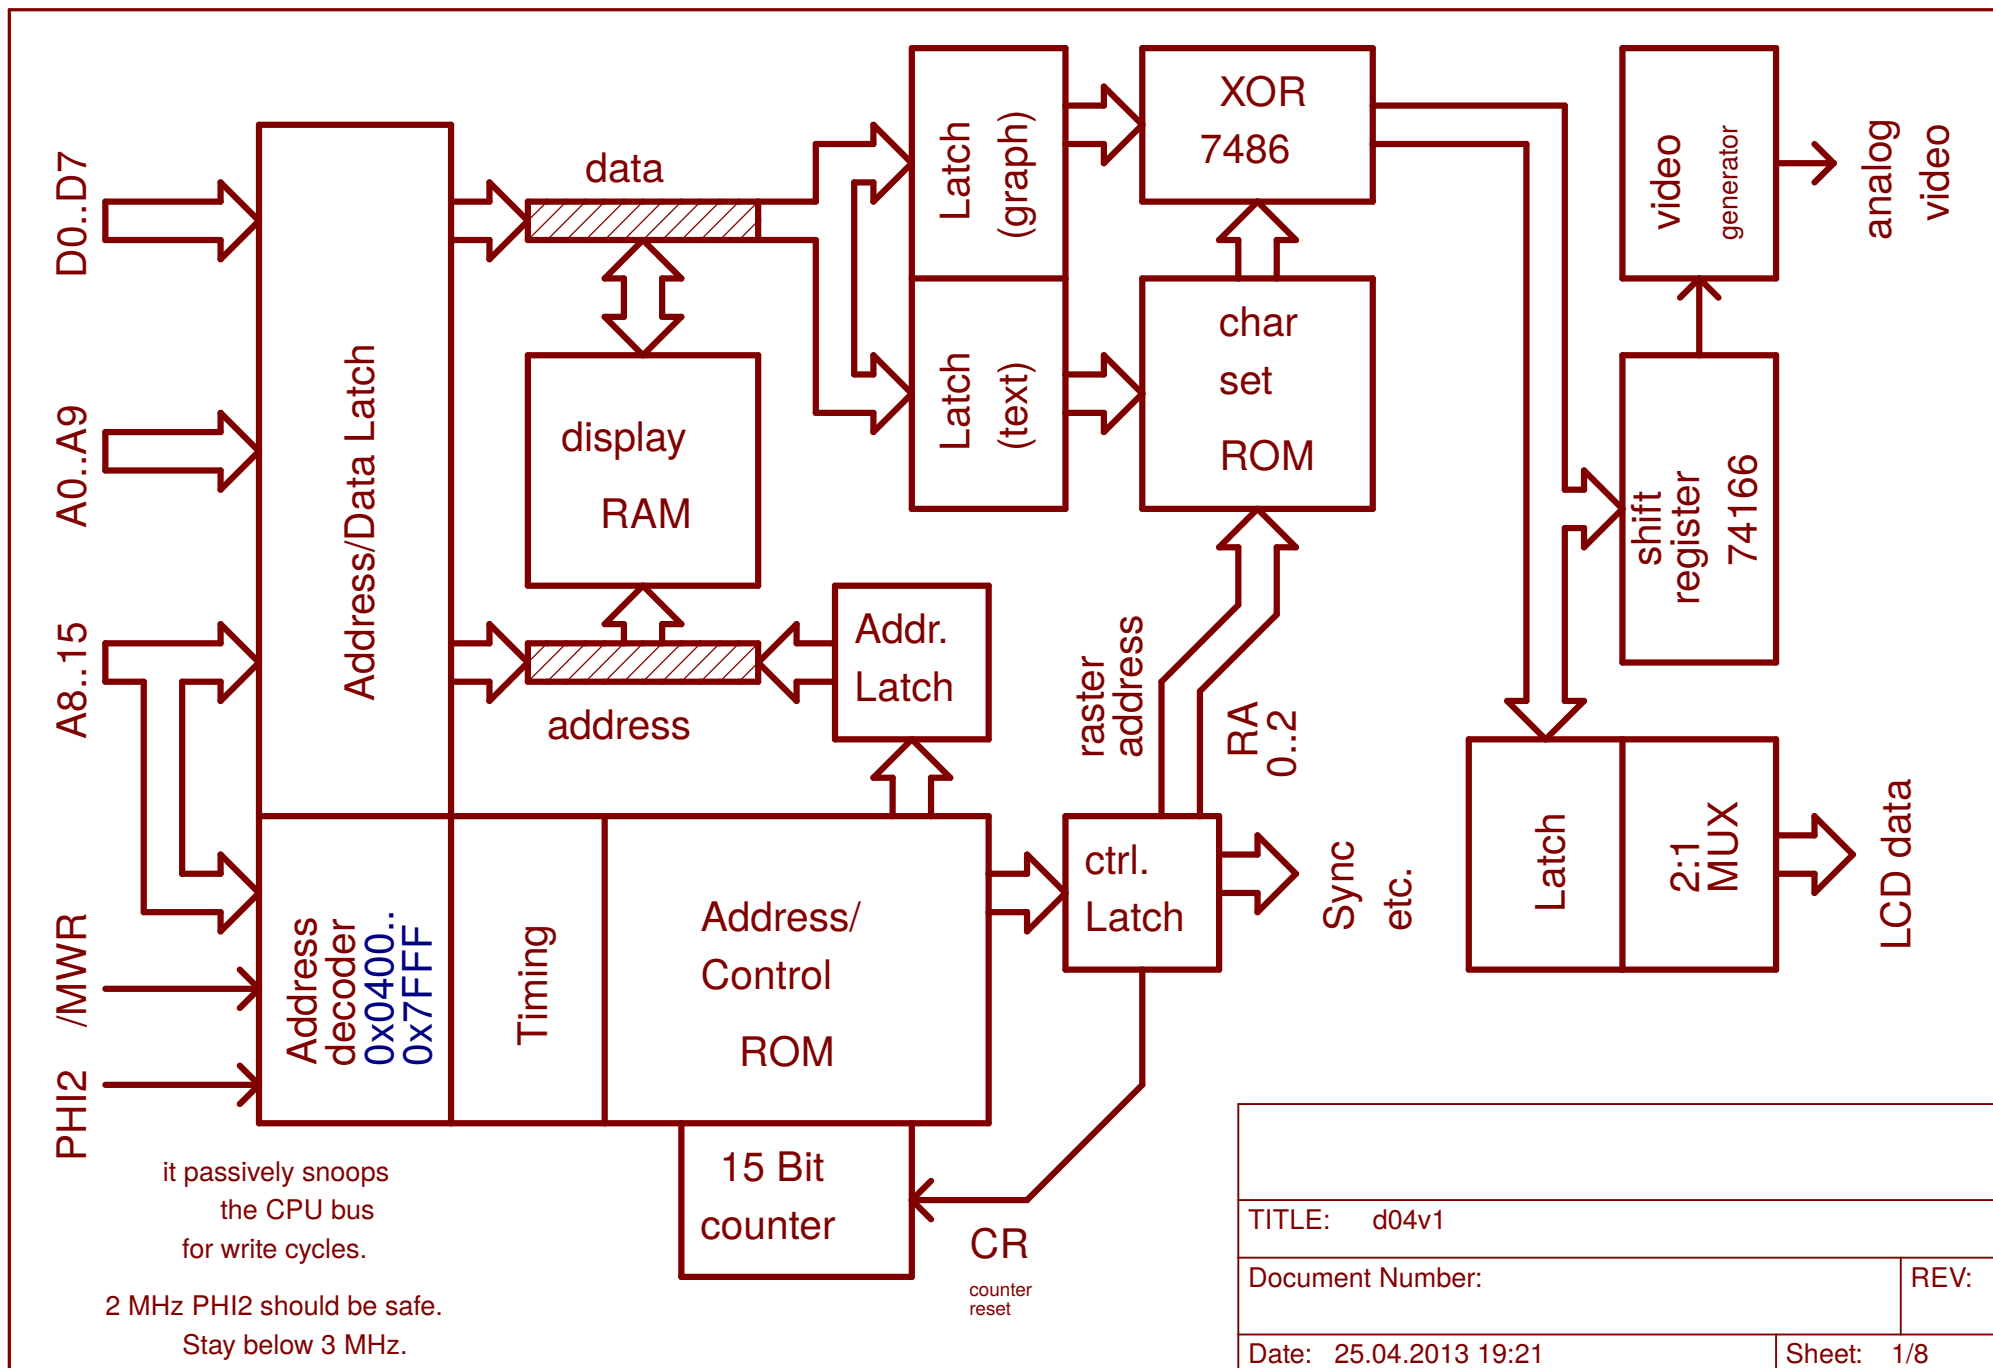 D0..D7
A0..A9
A8..15
/MWR
PHI2
Address/Data Latch
data
display
RAM
address
Addr.
Latch
Latch
(graph)
Latch
(text)
XOR
7486
char
set
ROM
raster
address
RA
0..2
video
generator
analog
video
shift
register
74166
Latch
2:1
MUX
LCD data
Address
decoder
0x0400..
0x7FFF
Timing
Address/
Control
ROM
ctrl.
Latch
Sync
etc.
15 Bit
counter
CR
counter
reset
it passively snoops
the CPU bus
for write cycles.
2 MHz PHI2 should be safe.
Stay below 3 MHz.
TITLE: d04v1
Document Number:
REV:
Date: 25.04.2013 19:21
Sheet: 1/8